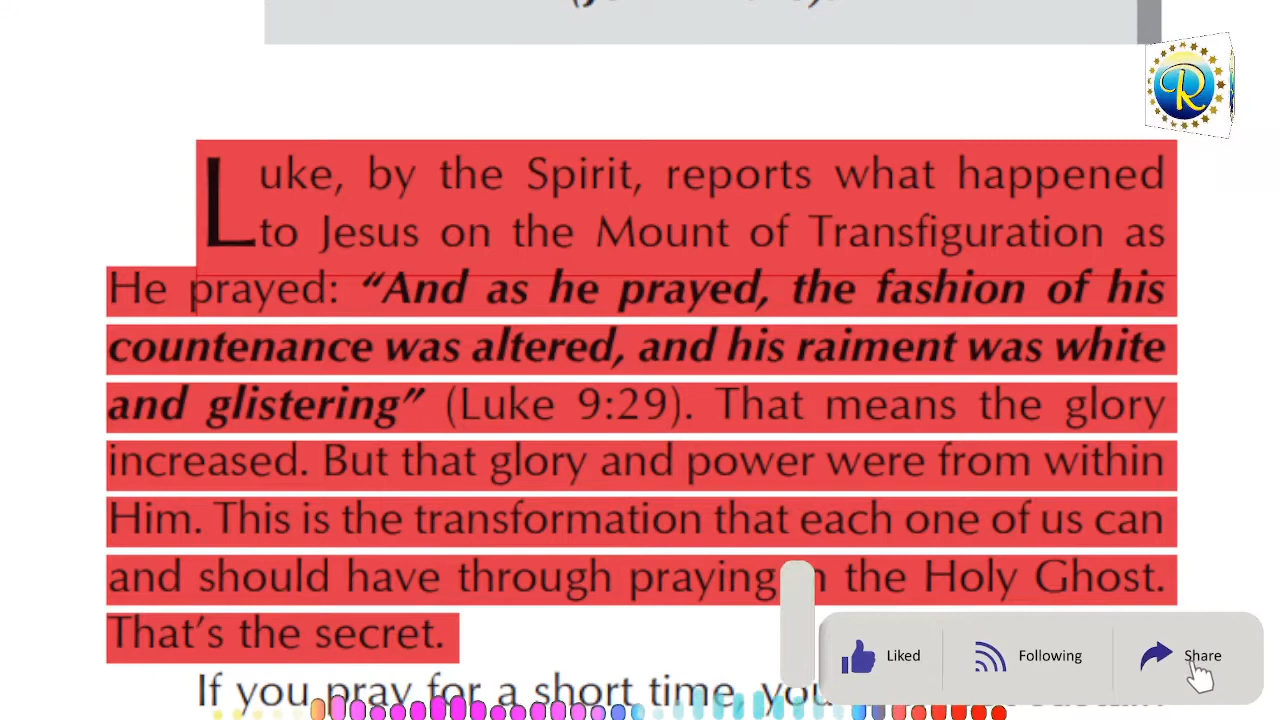 R
Luke, by the Spirit, reports what happened
to Jesus on the Mount of Transfiguration as
He prayed: “And as he prayed, the fashion of his
countenance was altered, and his raiment was white
and glistering” (Luke 9:29). That means the glory
increased. But that glory and power were from within
Him. This is the transformation that each one of us can
and should have through praying the Holy Ghost.
That’s the secret.
Liked Following Share
If you pray for a short time,